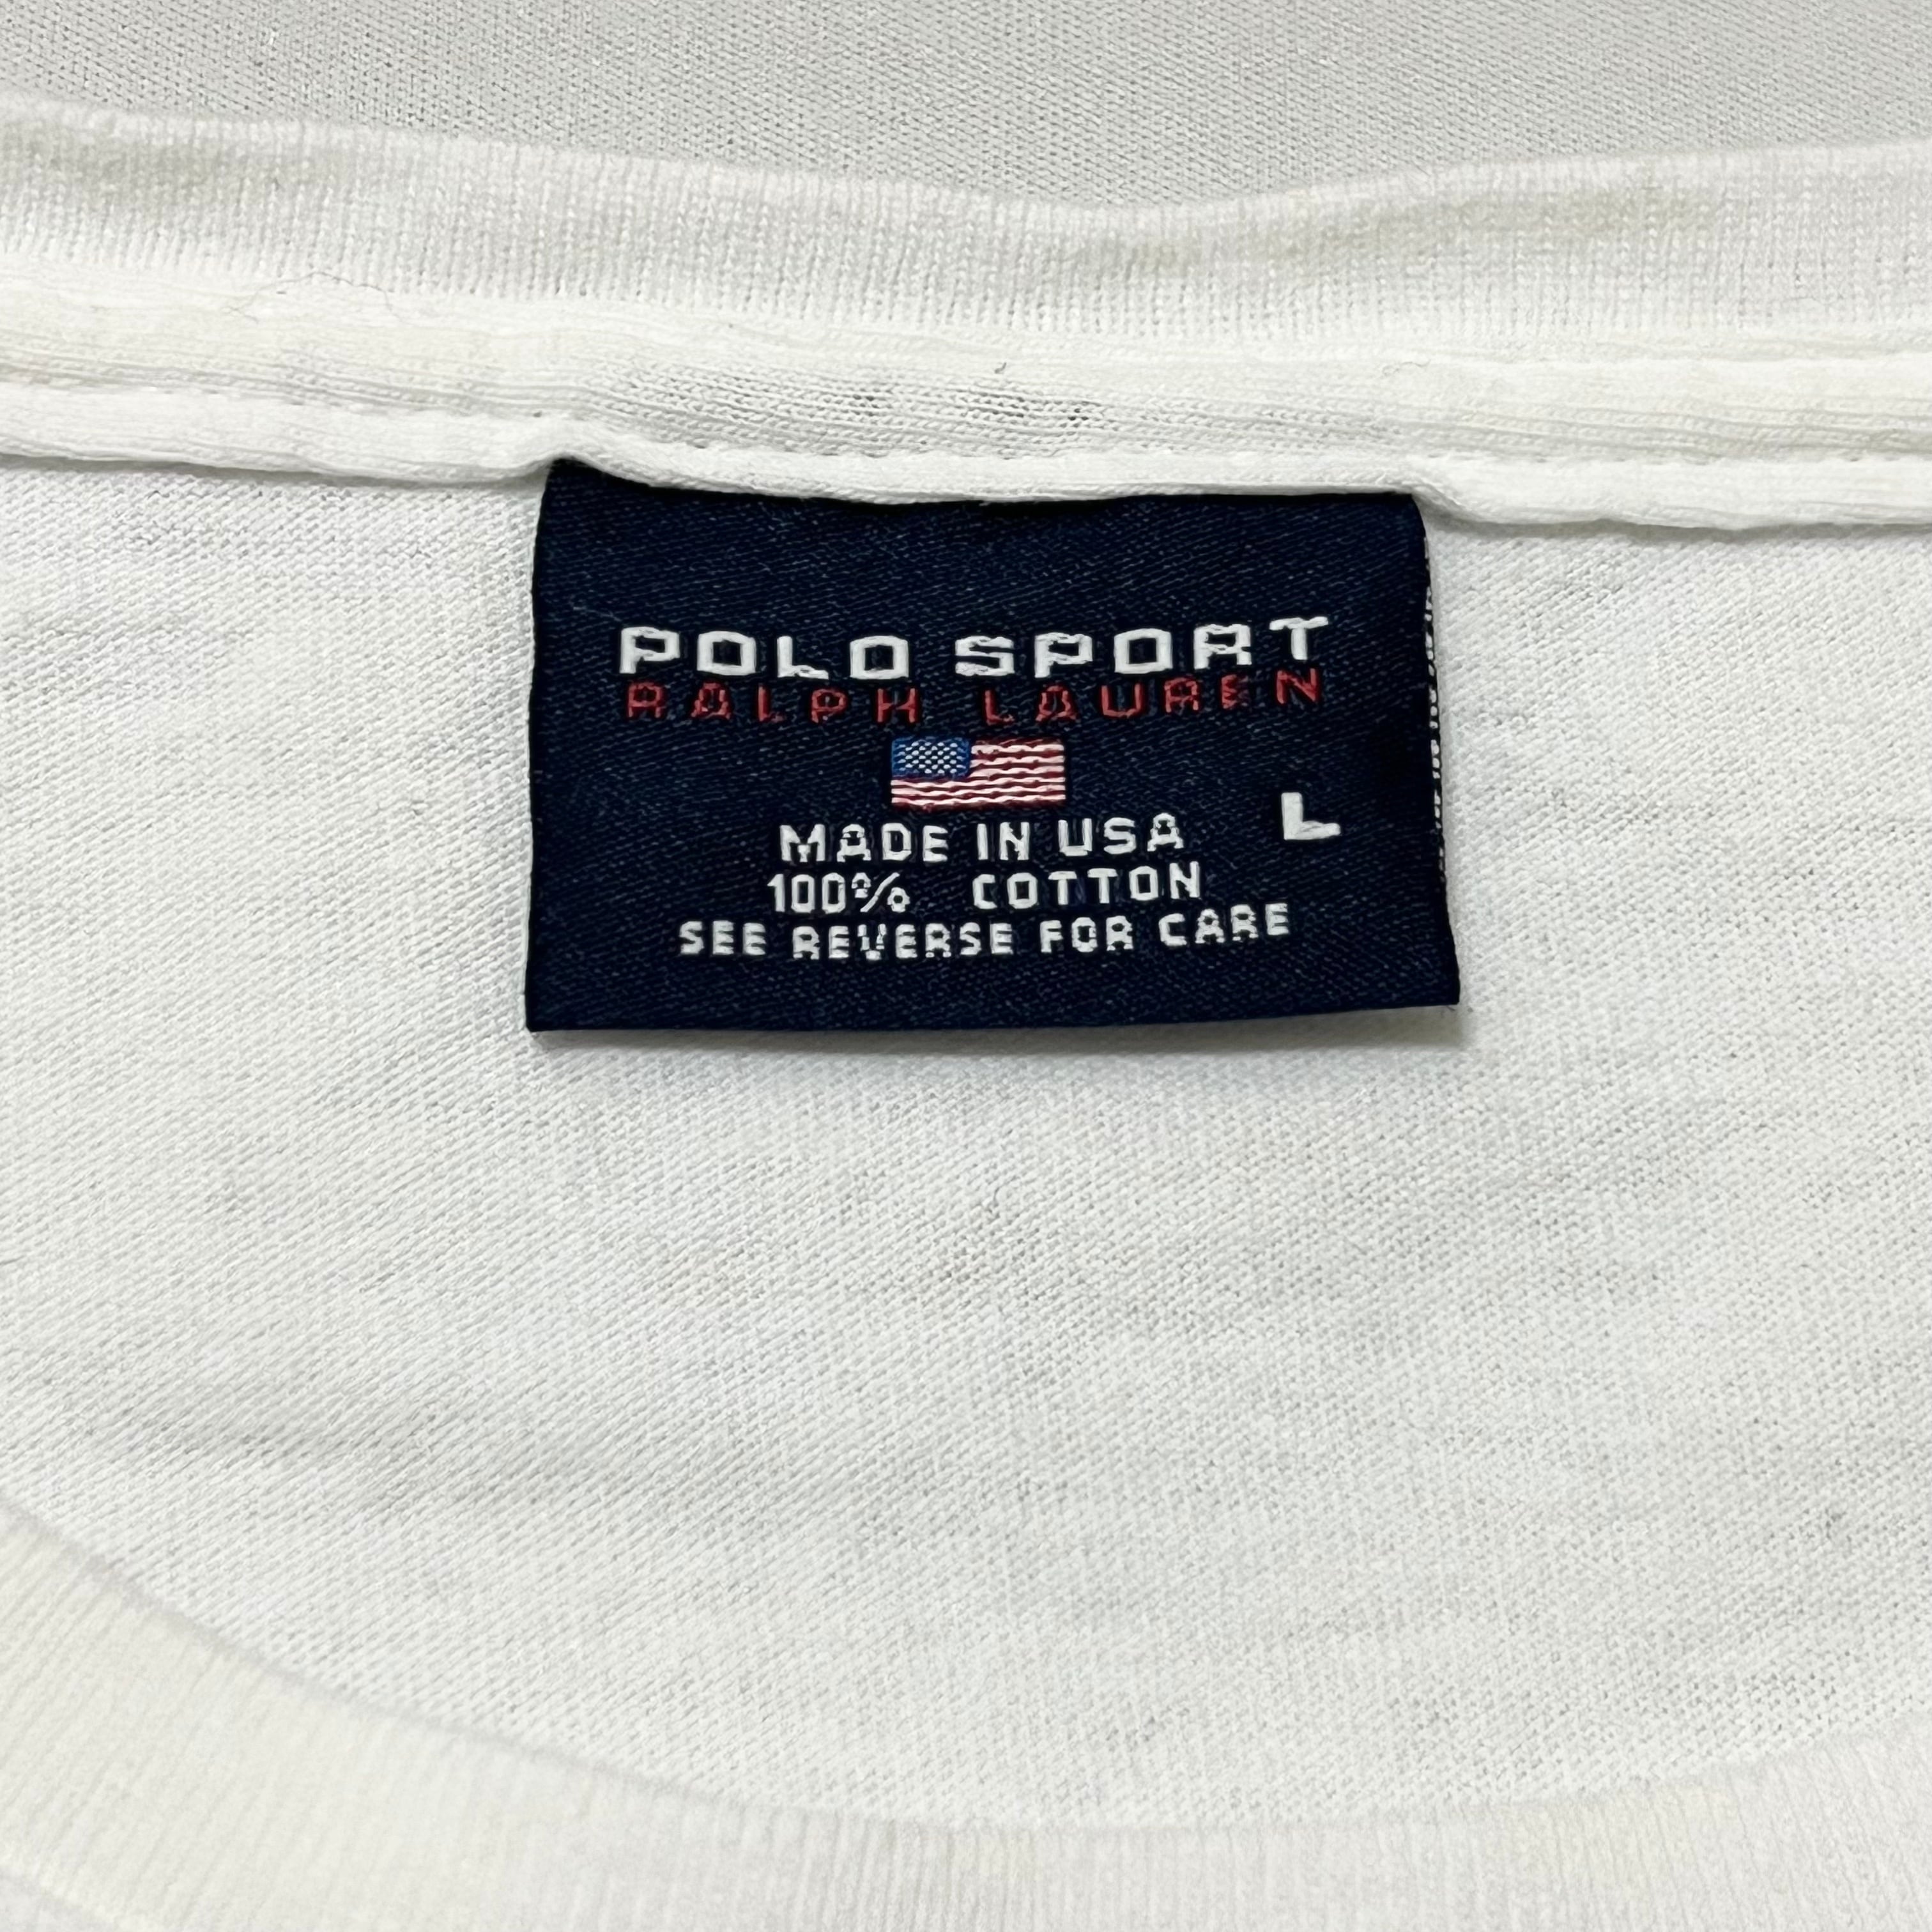 POLO SPORT
RALPH LAUREN
MADE IN USA
L
100% COTTON
SEE REVERSE FOR CARE